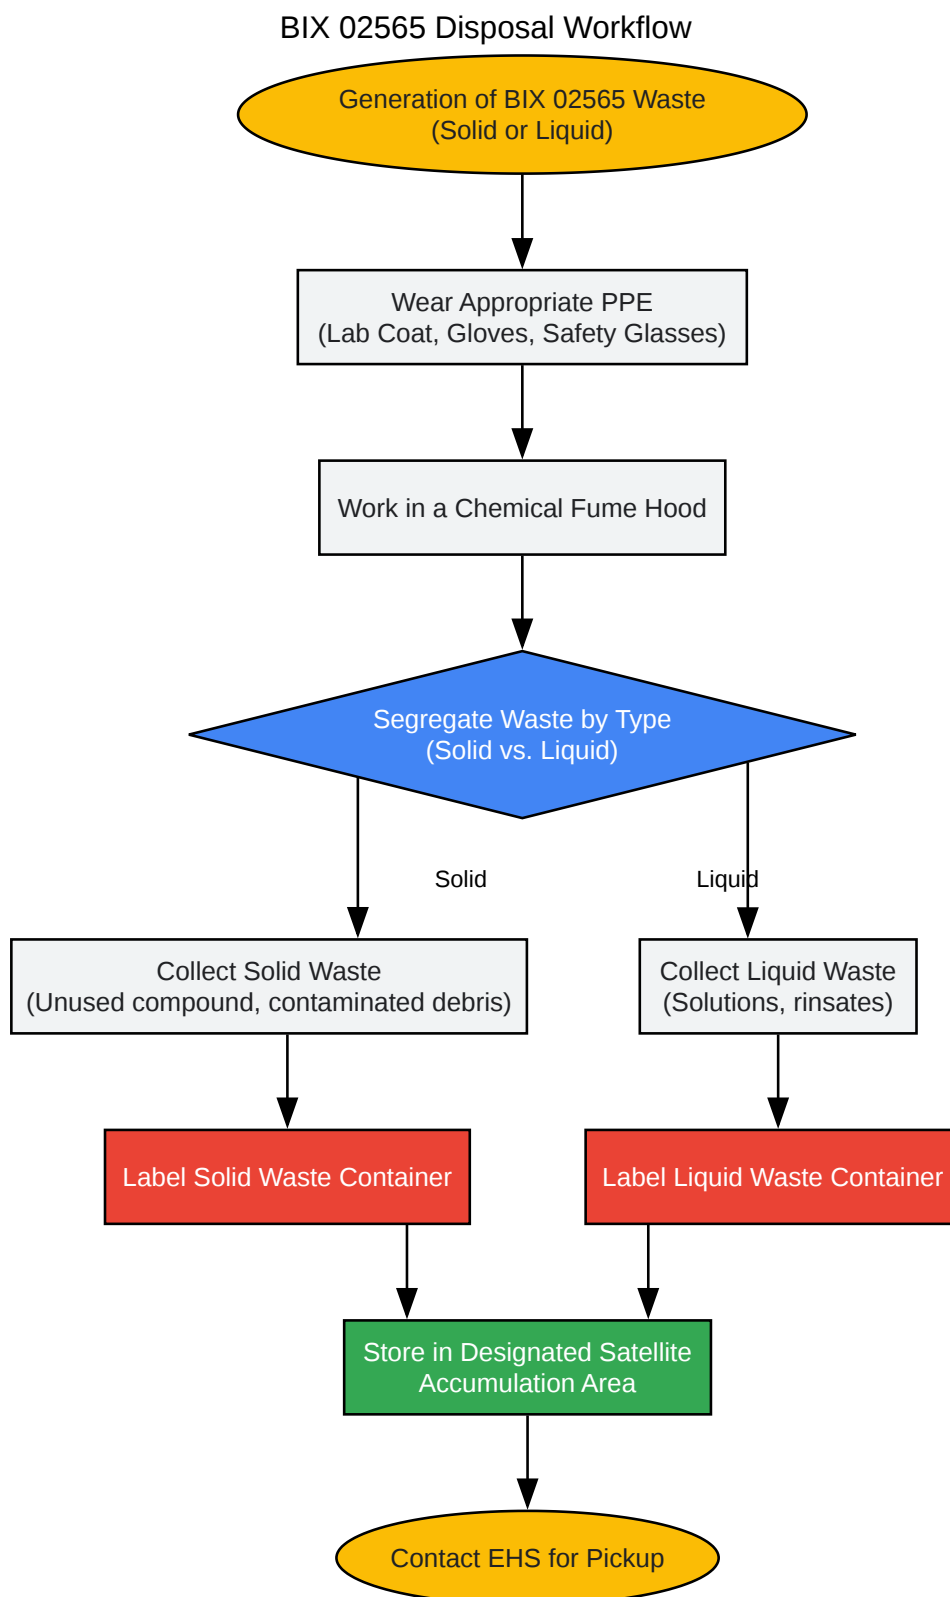 BIX 02565 Disposal Workflow
Generation of BIX 02565 Waste
(Solid or Liquid)
Wear Appropriate PPE
(Lab Coat, Gloves, Safety Glasses)
Work in a Chemical Fume Hood
Segregate Waste by Type
(Solid vs. Liquid)
Solid
Liquid
Collect Solid Waste
(Unused compound, contaminated debris)
Collect Liquid Waste
(Solutions, rinsates)
Label Solid Waste Container
Label Liquid Waste Container
Store in Designated Satellite
Accumulation Area
Contact EHS for Pickup